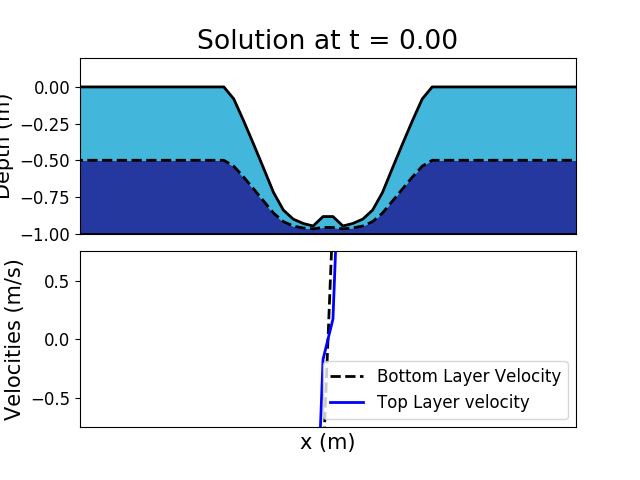 Solution at t = 0.00
Depth (m)
0.00
−0.25
−0.50
−0.75
−1.00
Velocities (m/s)
0.5
0.0
−0.5
Bottom Layer Velocity
Top Layer velocity
x (m)